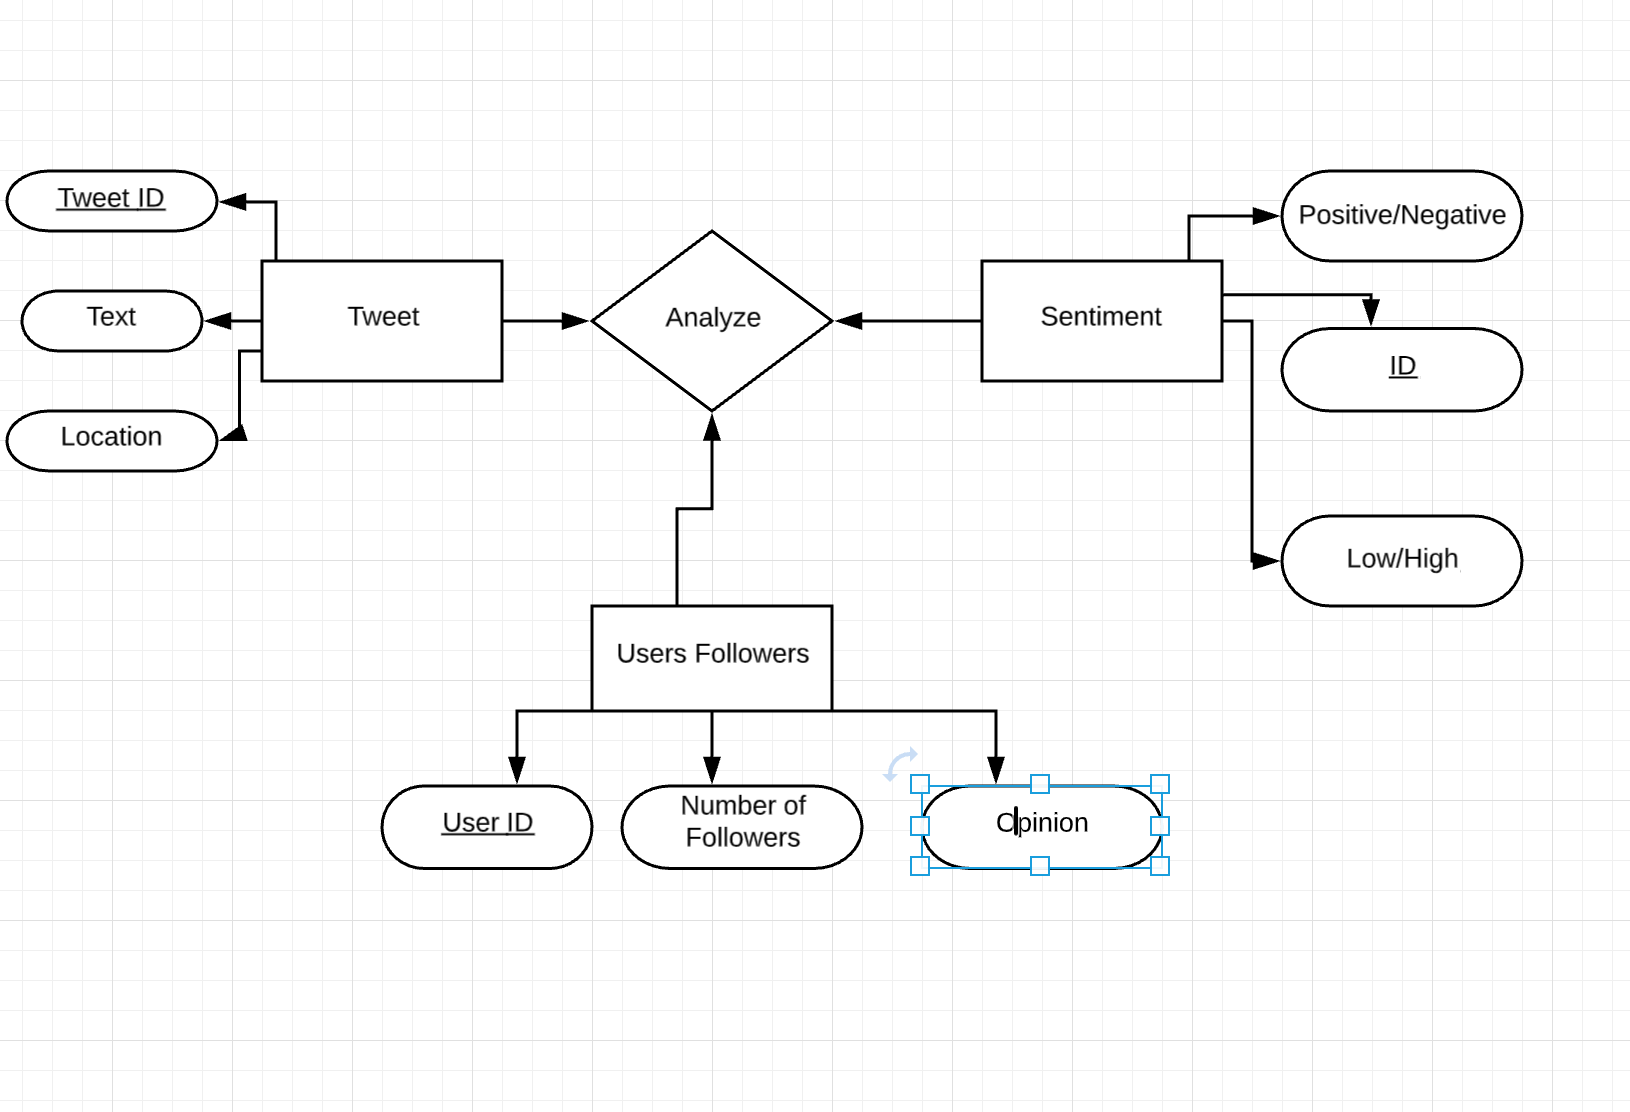 Tweet ID
Positive/Negative
Text
Tweet
Analyze
Sentiment
ID
Location
Low/High
Users Followers
User ID
Number of
Followers
Opinion